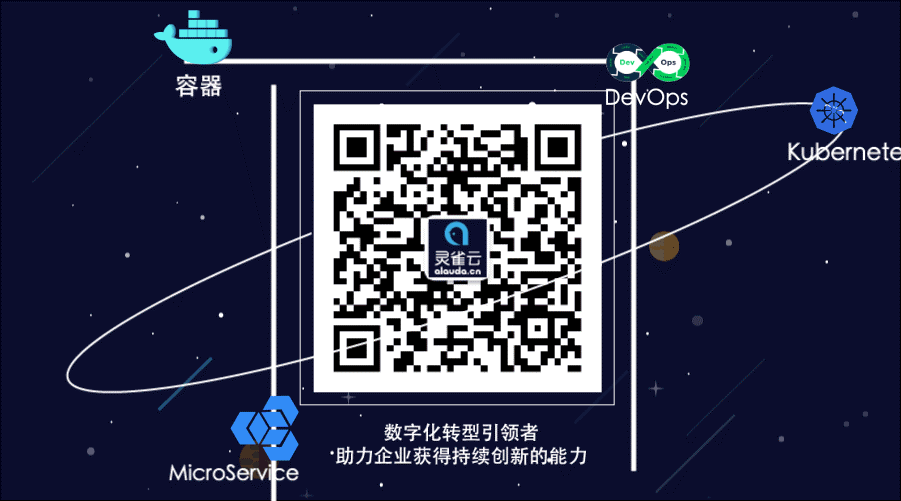 容器
Dev Ops
DevOps
Kubernete
灵雀云
alauda.cn
MicroService
数字化转型引领者
·助力企业获得持续创新的能力